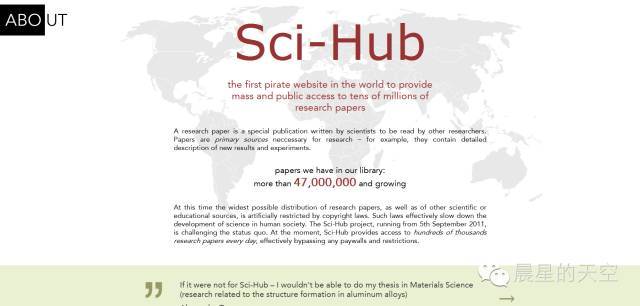 ABOUT
Sci-Hub
the first pirate website in the world to provide
mass and public access to tens of millions of
research papers
A research paper is a special publication written by scientists to be read by other researchers.
Papers are primary sources neccessary for research – for example, they contain detailed
description of new results and experiments.
papers we have in our library:
more than 47,000,000 and growing
At this time the widest possible distribution of research papers, as well as of other scientific or
educational sources, is artificially restricted by copyright laws. Such laws effectively slow down the
development of science in human society. The Sci-Hub project, running from 5th September 2011,
is challenging the status quo. At the moment, Sci-Hub provides access to hundreds of thousands
research papers every day, effectively bypassing any paywalls and restrictions.
If it were not for Sci-Hub – I wouldn't be able to do my thesis in Materials Science
(research related to the structure formation in aluminum alloys)
晨星的天空